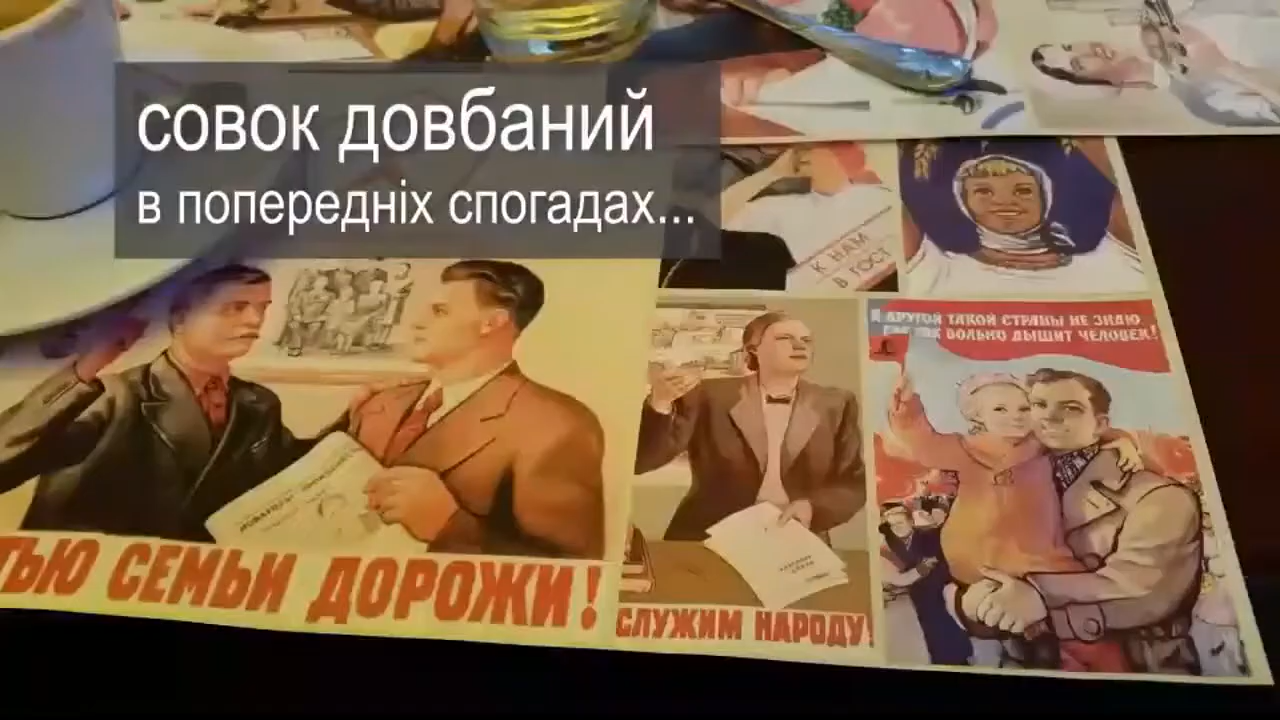 совок довбаний
в попередніх спогадах...
К НАМ
В ГОСТ
ДРУГОЙ ТАКОЙ СТРАНЫ НЕ ЗНАЮ
ВОЛЬНО ДЫШИТ ЧЕЛОВЕК!
ТЬЮ СЕМЬИ ДОРОЖИ!
СЛУЖИМ НАРОДУ!